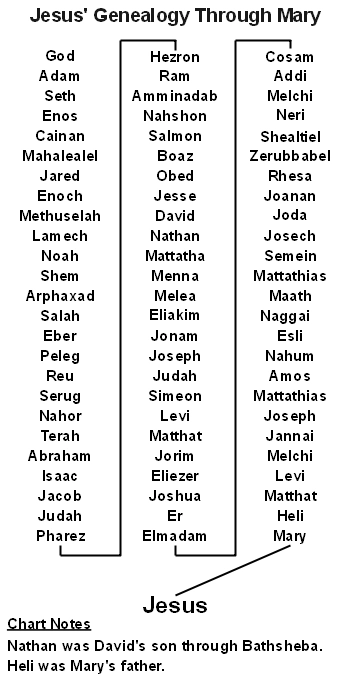 Jesus' Genealogy Through Mary
God
Adam
Seth
Enos
Cainan
Mahalealel
Jared
Enoch
Methuselah
Lamech
Noah
Shem
Arphaxad
Salah
Eber
Peleg
Reu
Serug
Nahor
Terah
Abraham
Isaac
Jacob
Judah
Pharez
Hezron
Ram
Amminadab
Nahshon
Salmon
Boaz
Obed
Jesse
David
Nathan
Mattatha
Menna
Melea
Eliakim
Jonam
Joseph
Judah
Simeon
Levi
Matthat
Jorim
Eliezer
Joshua
Er
Elmadam
Cosam
Addi
Melchi
Neri
Shealtiel
Zerubbabel
Rhesa
Joanan
Joda
Josech
Semein
Mattathias
Maath
Naggai
Esli
Nahum
Amos
Mattathias
Joseph
Jannai
Melchi
Levi
Matthat
Heli
Mary
Jesus
Chart Notes
Nathan was David's son through Bathsheba.
Heli was Mary's father.